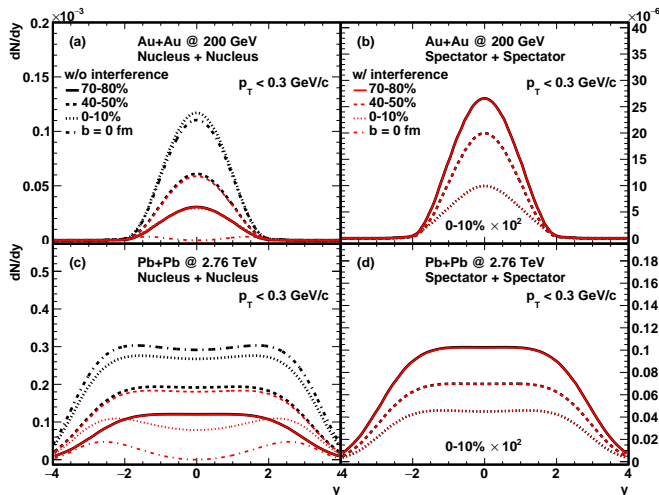 dN/dy
0.2
×10⁻³
0.15
0.1
0.05
0
(a)
Au+Au @ 200 GeV
Nucleus + Nucleus
w/o interference
p_T < 0.3 GeV/c
70-80%
40-50%
0-10%
b = 0 fm
(b)
Au+Au @ 200 GeV
Spectator + Spectator
w/ interference
p_T < 0.3 GeV/c
70-80%
40-50%
0-10%
b = 0 fm
0-10% ×10²
×10⁻⁶
35
30
25
20
15
10
5
0
dN/dy
0.5
0.4
0.3
0.2
0.1
0
(c)
Pb+Pb @ 2.76 TeV
Nucleus + Nucleus
p_T < 0.3 GeV/c
(d)
Pb+Pb @ 2.76 TeV
Spectator + Spectator
p_T < 0.3 GeV/c
0-10% ×10²
0.18
0.16
0.14
0.12
0.1
0.08
0.06
0.04
0.02
0
−4
−2
0
2
4
y
−4
−2
0
2
4
y